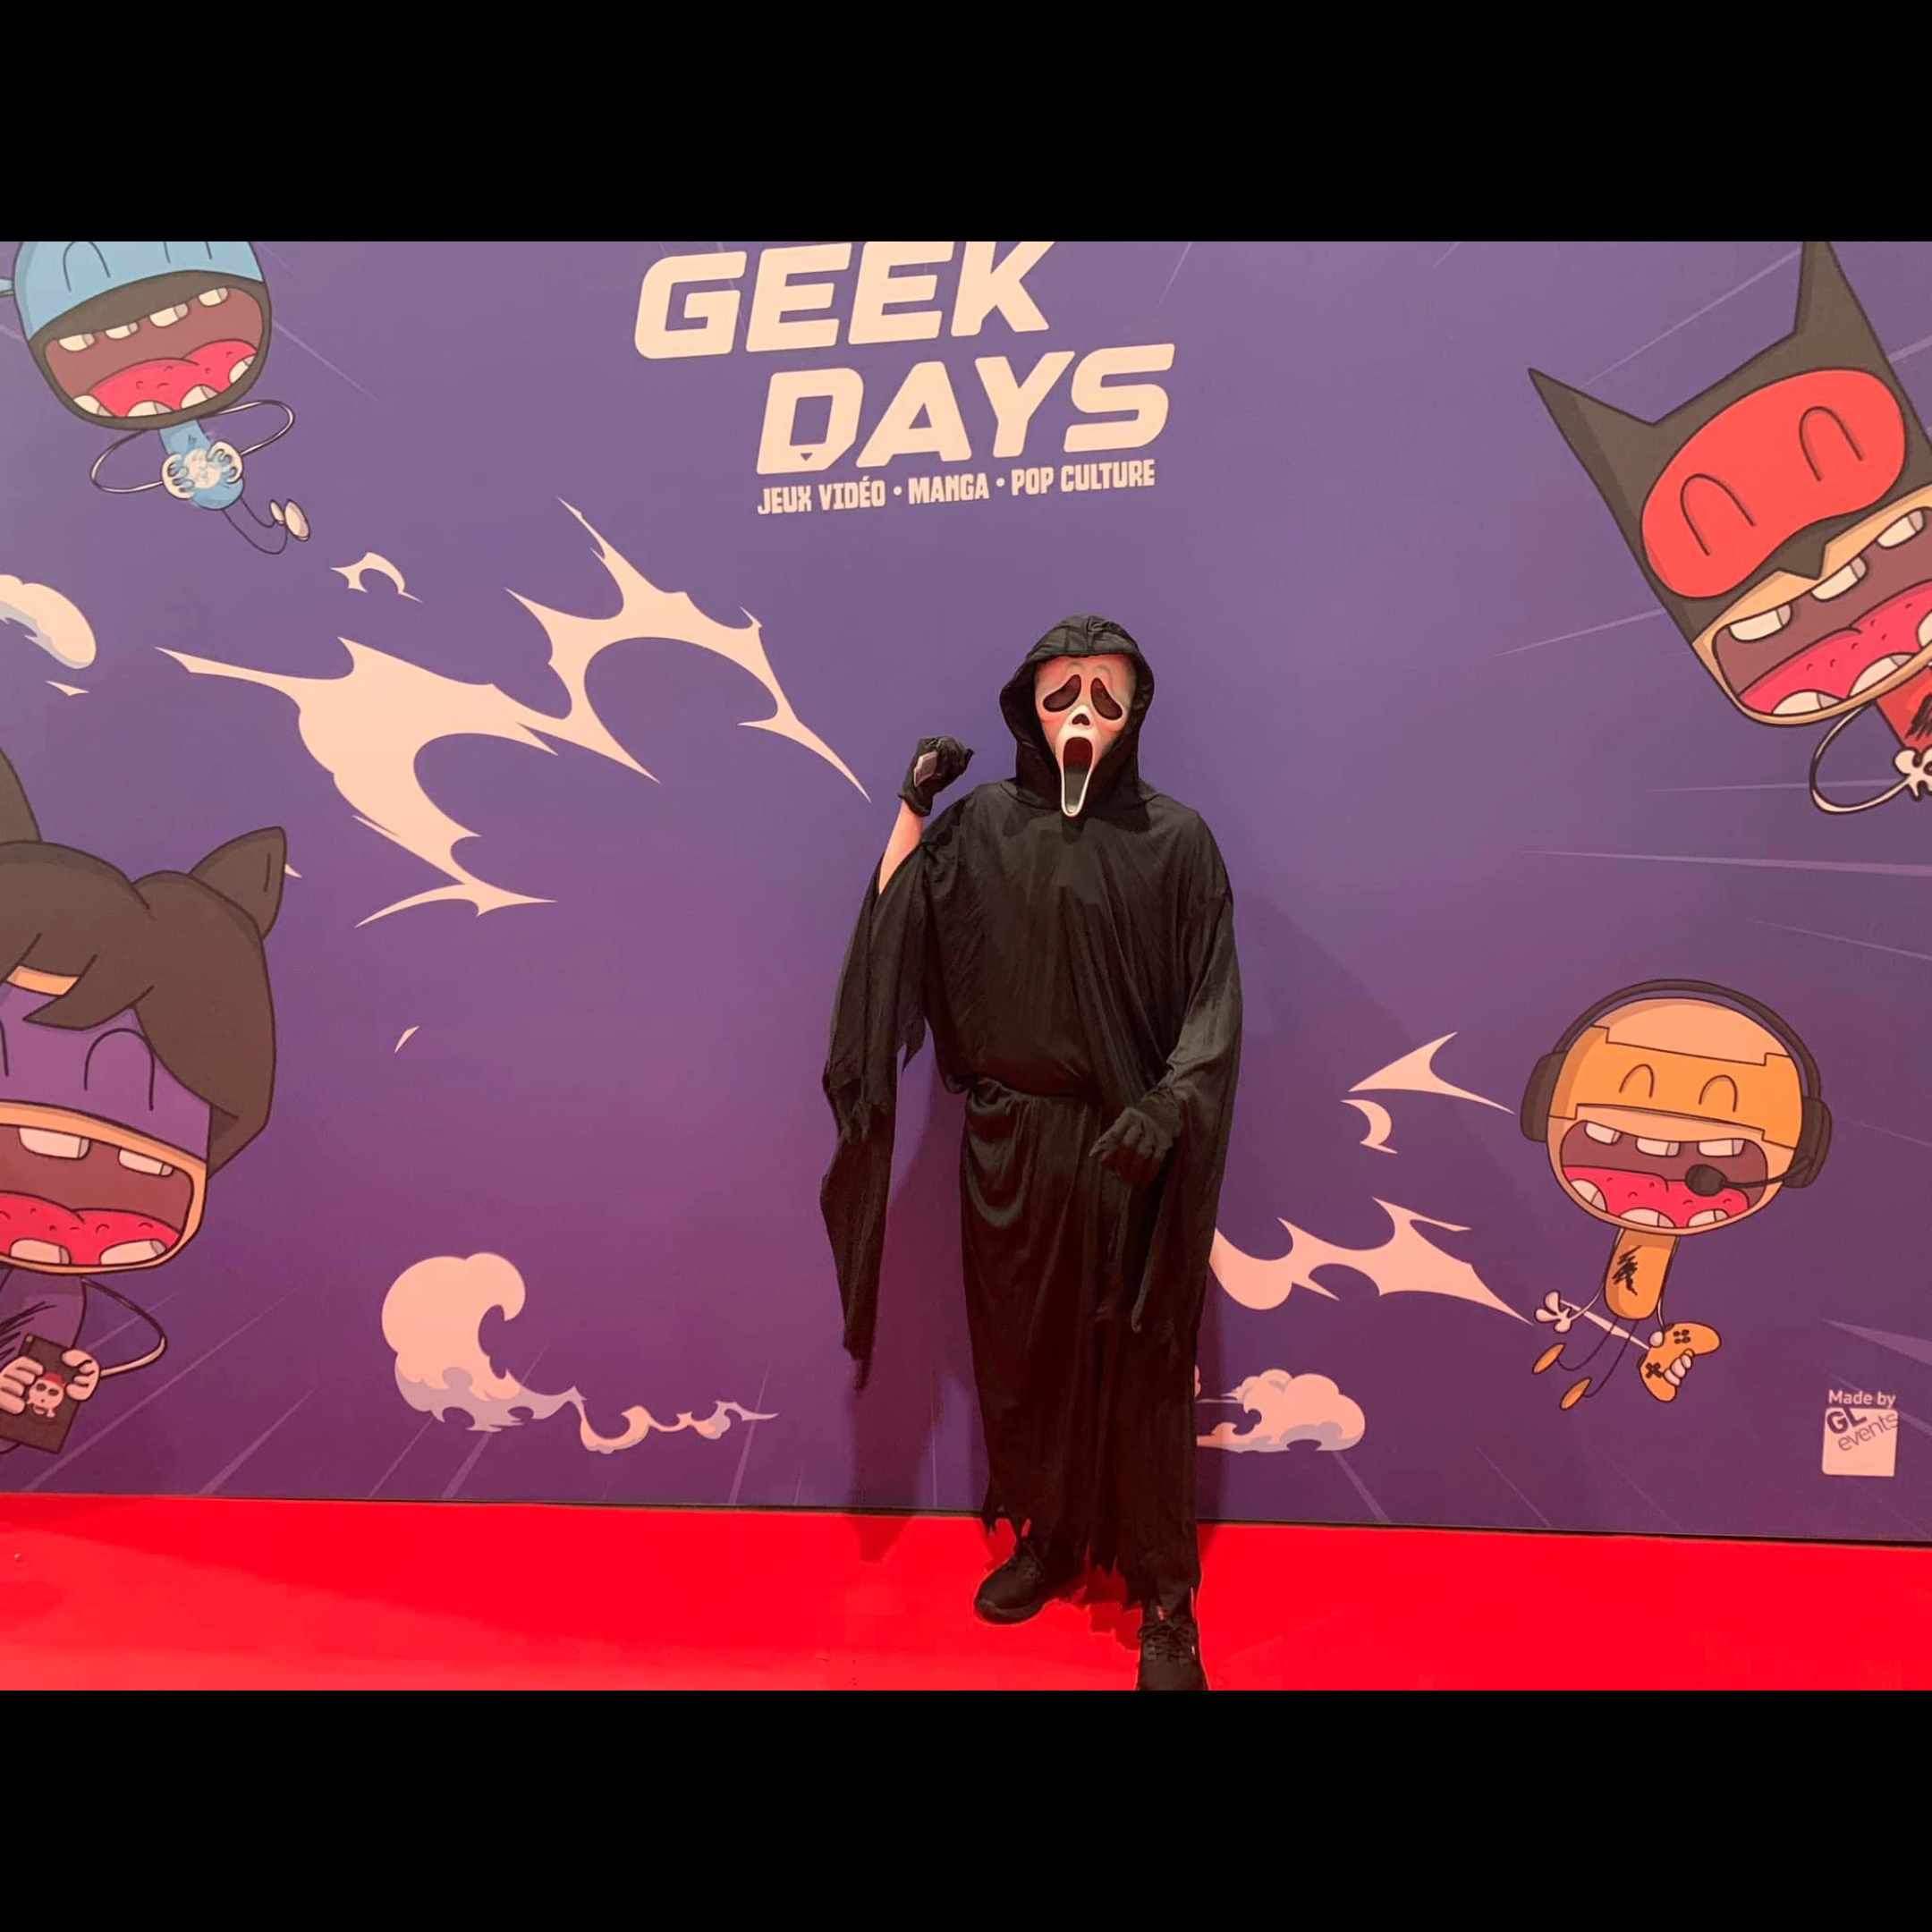 GEEK
DAYS
JEUX VIDÉO • MANGA • POP CULTURE
Made by
GL
events